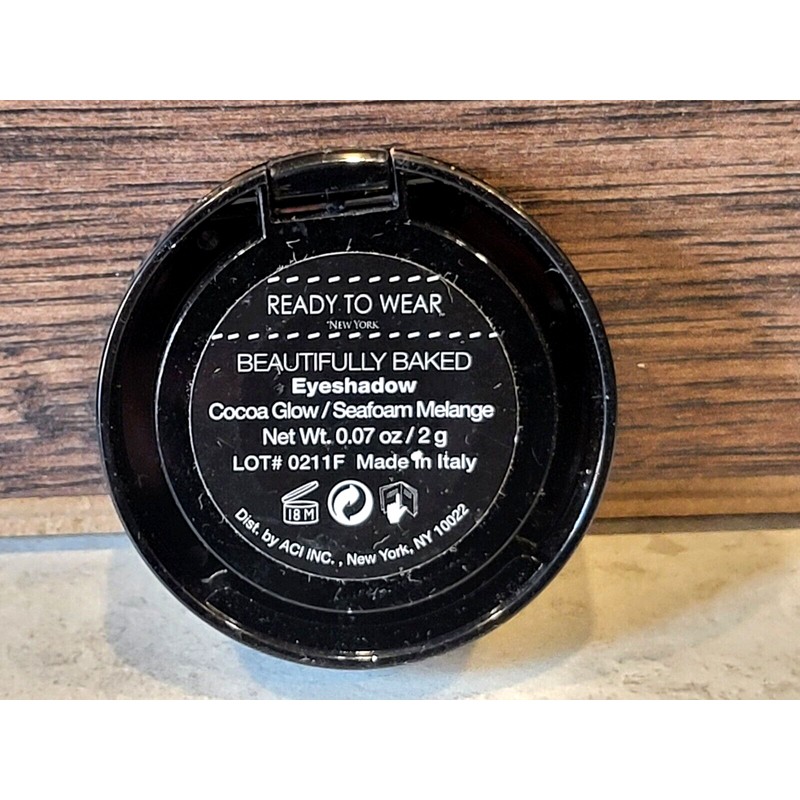 READY TO WEAR
NEW YORK
BEAUTIFULLY BAKED
Eyeshadow
Cocoa Glow / Seafoam Melange
Net Wt. 0.07 oz / 2 g
LOT# 0211F Made in Italy
18 M
Dist. by ACI INC. , New York, NY 10022